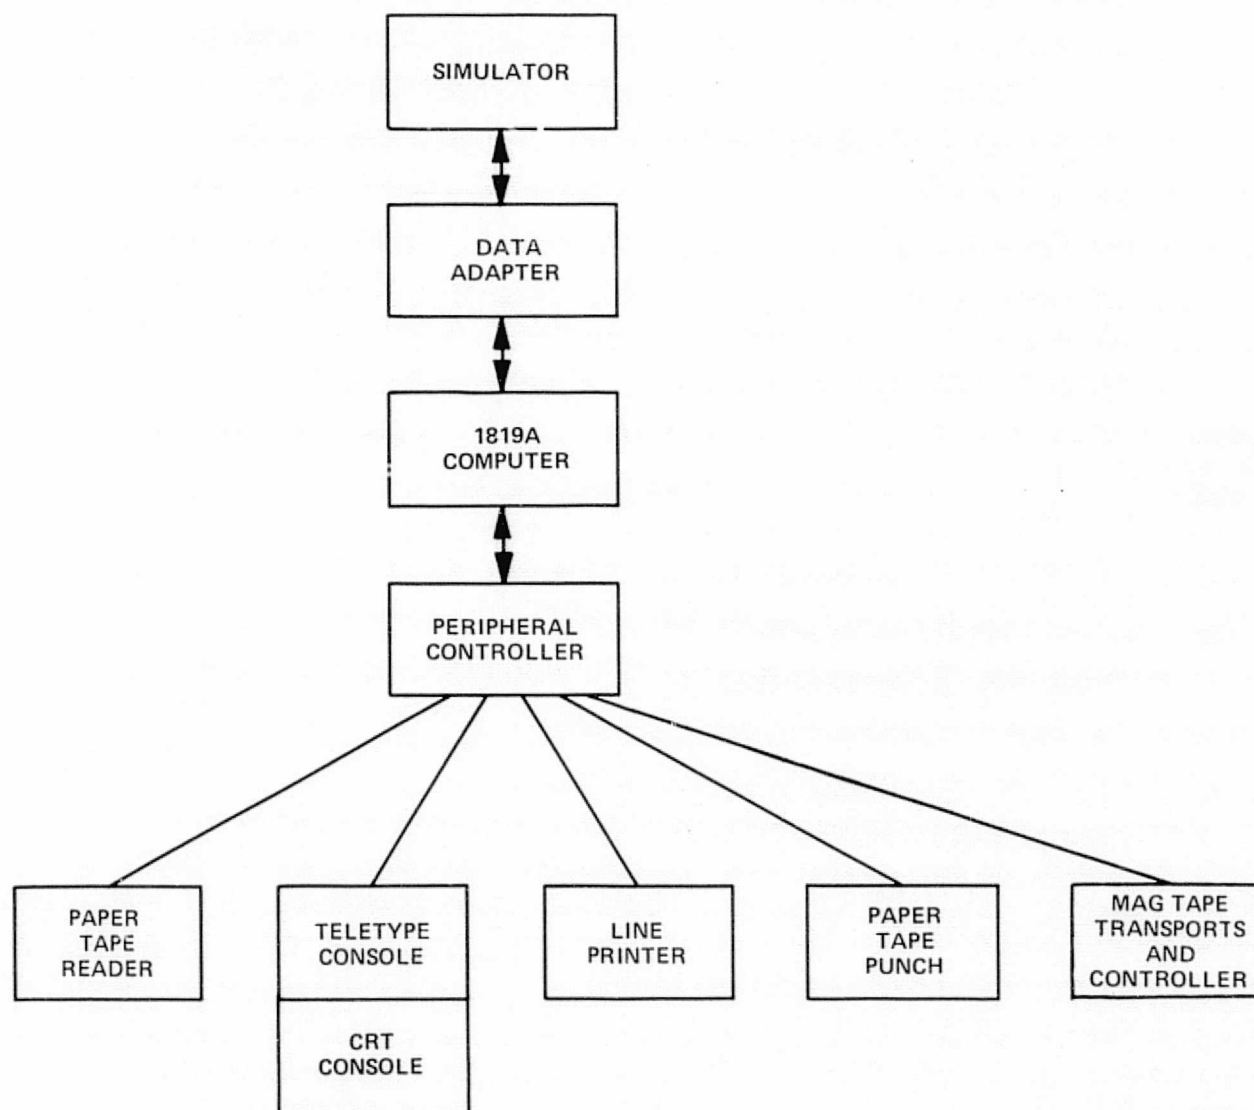 SIMULATOR
DATA
ADAPTER
1819A
COMPUTER
PERIPHERAL
CONTROLLER
PAPER
TAPE
READER
TELETYPE
CONSOLE
CRT
CONSOLE
LINE
PRINTER
PAPER
TAPE
PUNCH
MAG TAPE
TRANSPORTS
AND
CONTROLLER